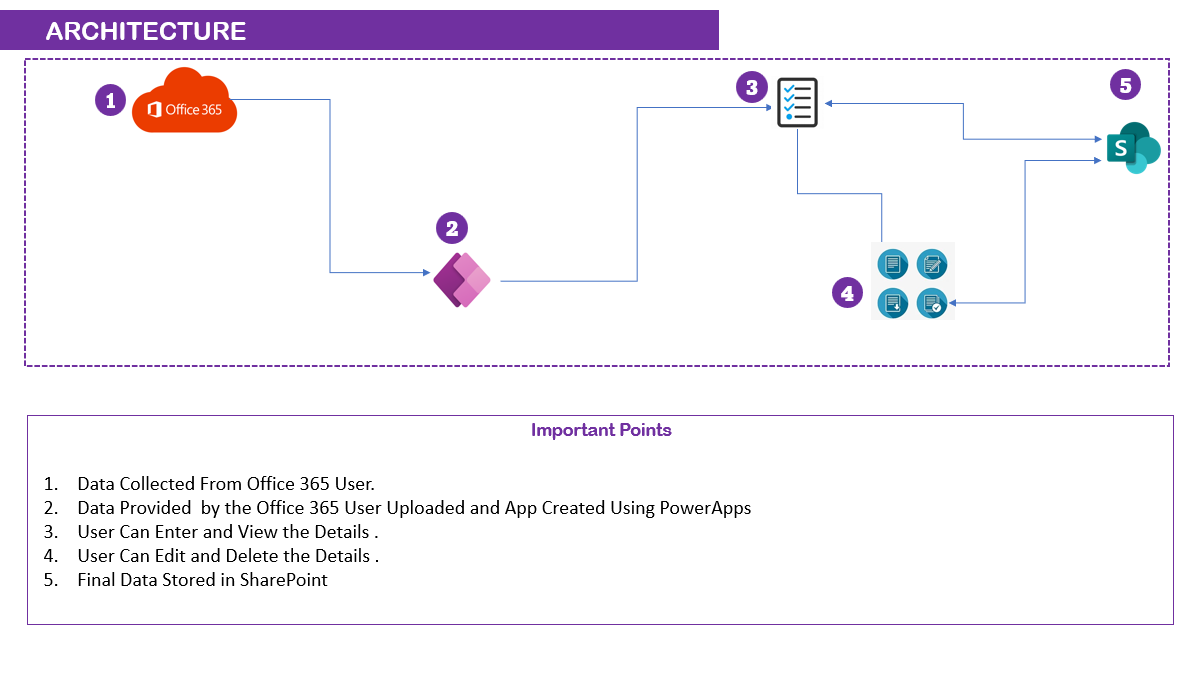 ARCHITECTURE
1
Office 365
2
3
4
5
S
Important Points
1. Data Collected From Office 365 User.
2. Data Provided  by the Office 365 User Uploaded and App Created Using PowerApps
3. User Can Enter and View the Details .
4. User Can Edit and Delete the Details .
5. Final Data Stored in SharePoint